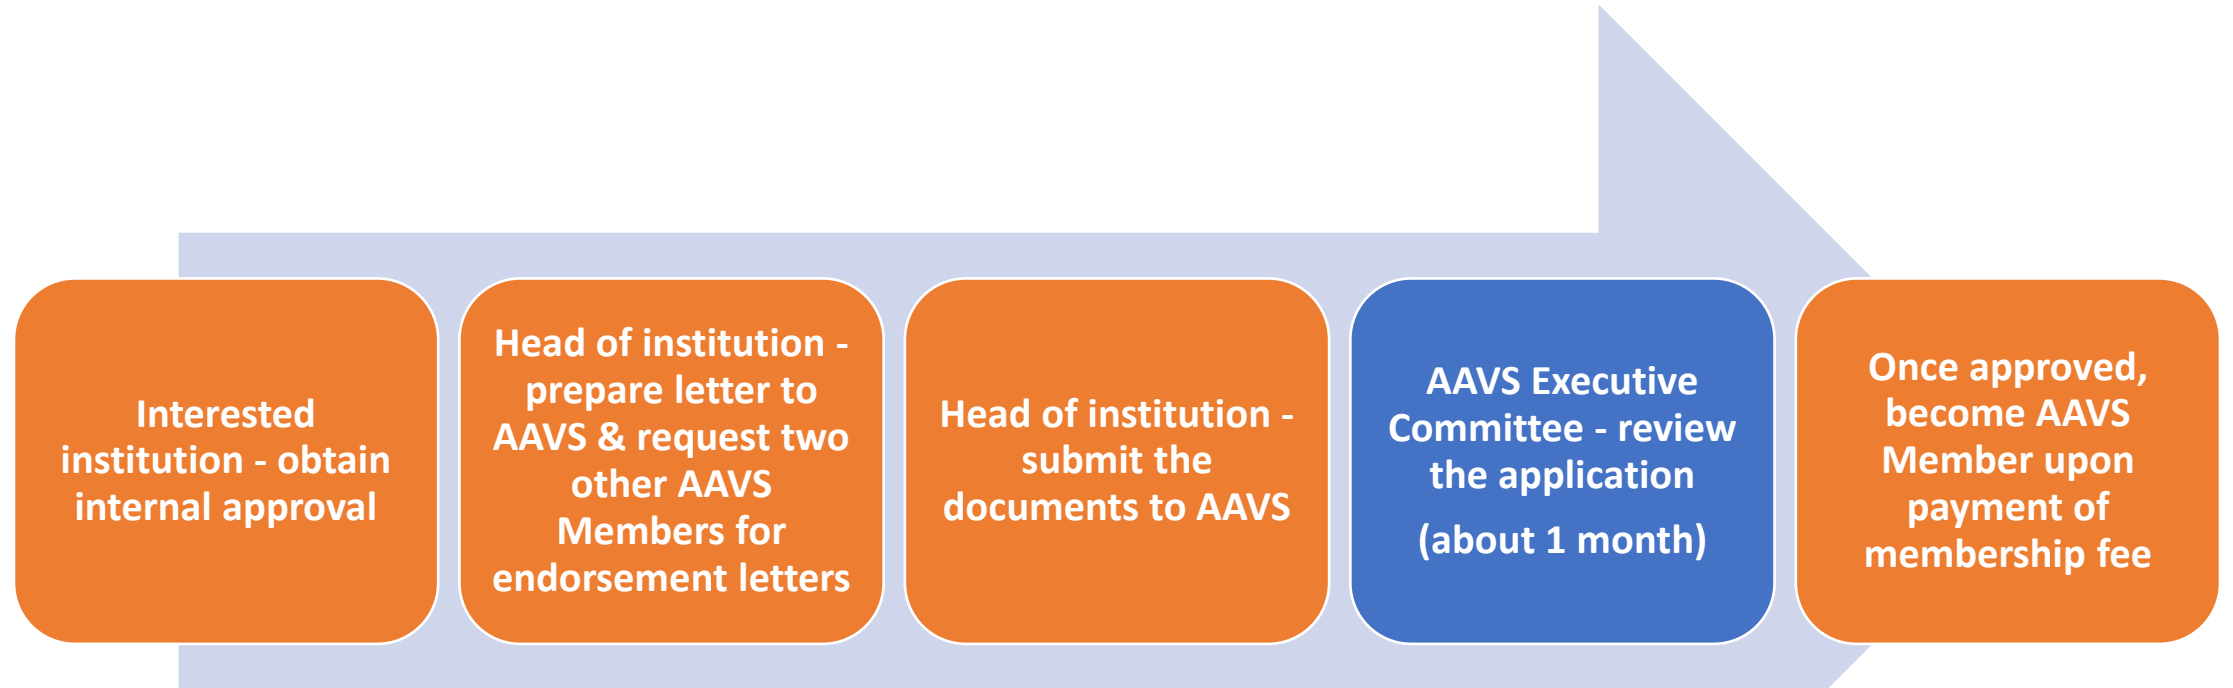 Interested
institution - obtain
internal approval
Head of institution -
prepare letter to
AAVS & request two
other AAVS
Members for
endorsement letters
Head of institution -
submit the
documents to AAVS
AAVS Executive
Committee - review
the application
(about 1 month)
Once approved,
become AAVS
Member upon
payment of
membership fee